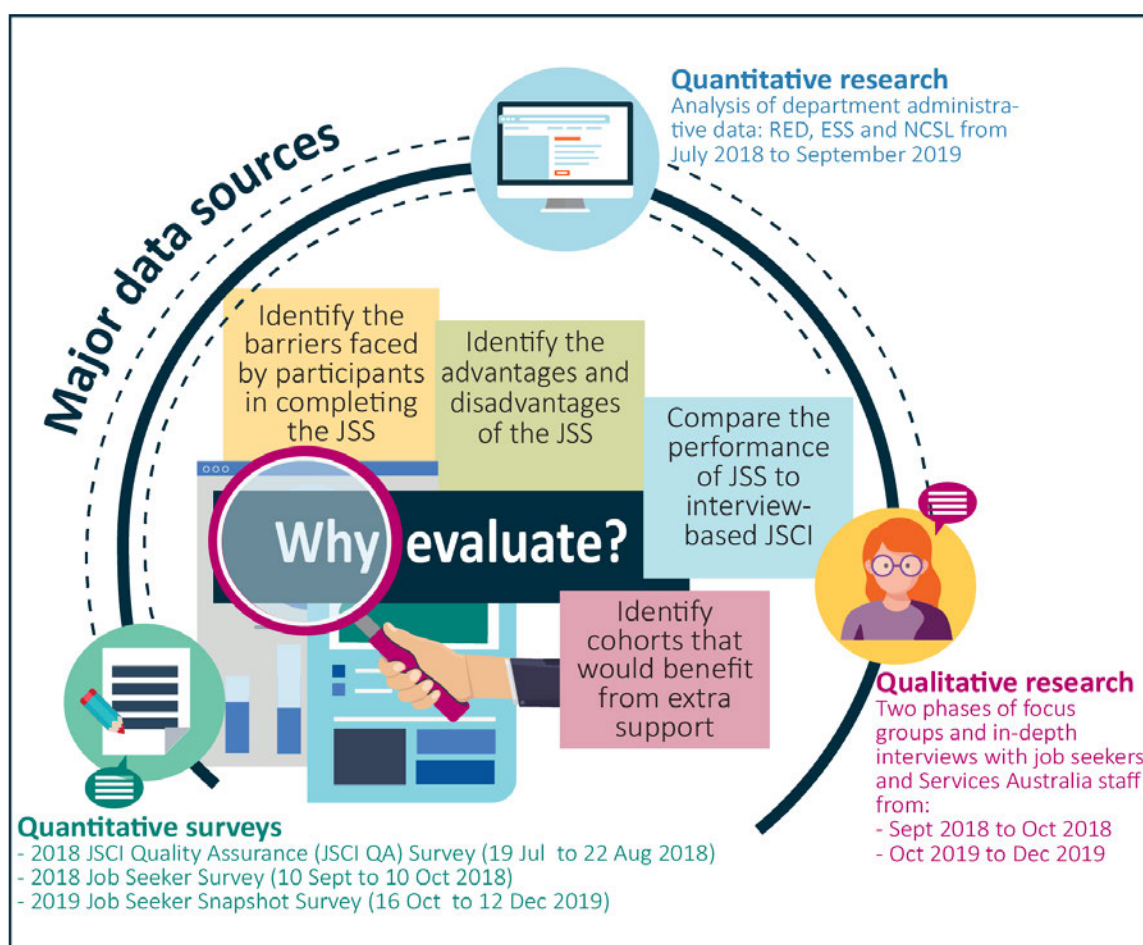 Major data sources
Quantitative research
Analysis of department administra-
tive data: RED, ESS and NCSL from
July 2018 to September 2019
Identify the
barriers faced
by participants
in completing
the JSS
Identify the
advantages and
disadvantages
of the JSS
Compare the
performance
of JSS to
interview-
based JSCI
Why evaluate?
Identify
cohorts that
would benefit
from extra
support
Qualitative research
Two phases of focus
groups and in-depth
interviews with job seekers
and Services Australia staff
from:
- Sept 2018 to Oct 2018
- Oct 2019 to Dec 2019
Quantitative surveys
- 2018 JSCI Quality Assurance (JSCI QA) Survey (19 Jul to 22 Aug 2018)
- 2018 Job Seeker Survey (10 Sept to 10 Oct 2018)
- 2019 Job Seeker Snapshot Survey (16 Oct to 12 Dec 2019)